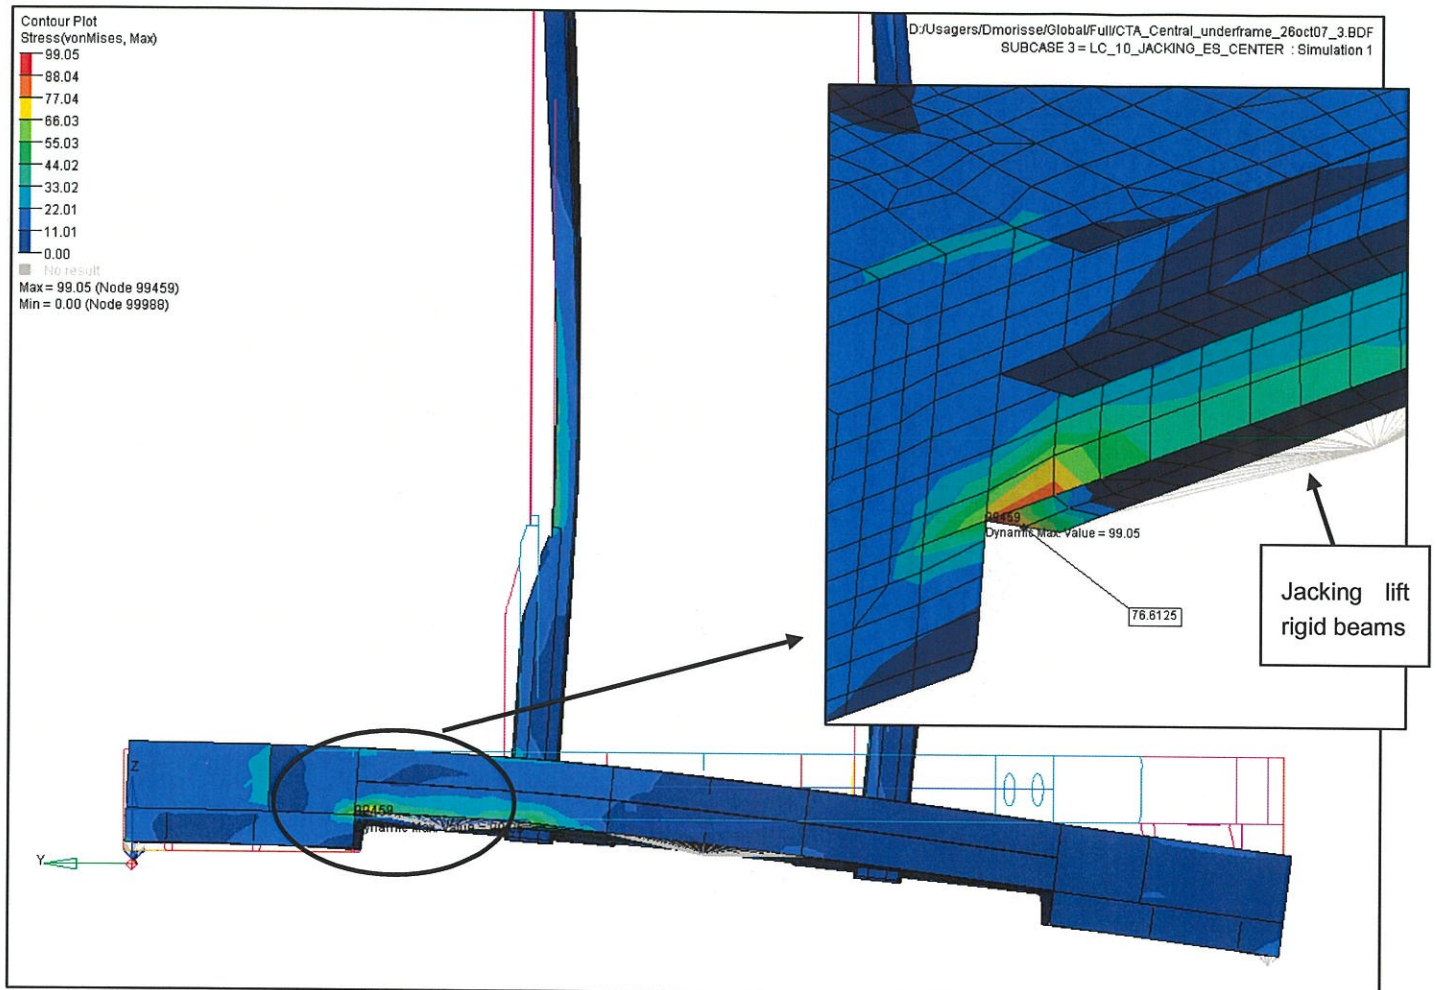 Contour Plot
Stress(vonMises, Max)
99.05
88.04
77.04
66.03
55.03
44.02
33.02
22.01
11.01
0.00
No result
Max = 99.05 (Node 99459)
Min = 0.00 (Node 99988)
D:/Usagers/Dmorisse/Global/Full/CTA_Central_underframe_26oct07_3.BDF
SUBCASE 3 = LC_10_JACKING_ES_CENTER : Simulation 1
99459
Dynamic Max. Value = 99.05
76.6125
Jacking lift
rigid beams
Z
99459
Dynamic Max. Value =
Y